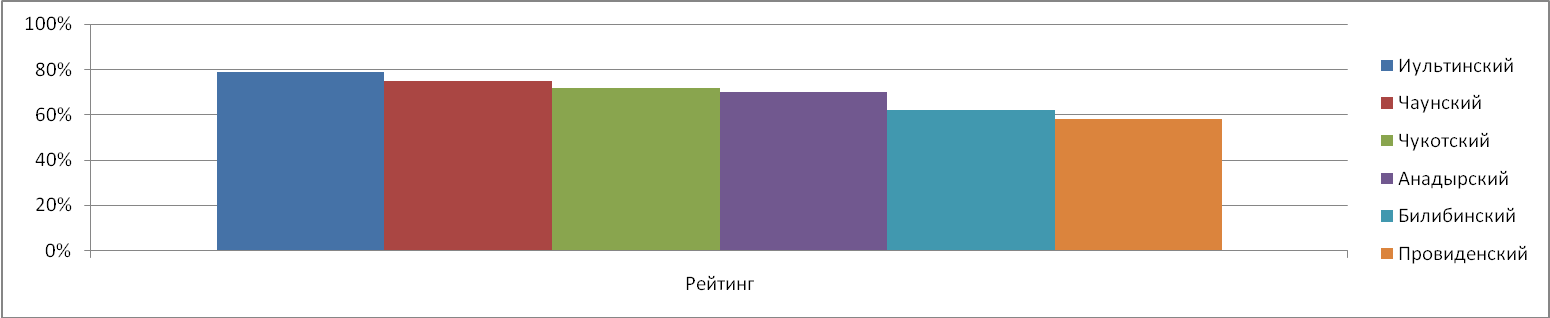 100%
80%
60%
40%
20%
0%
Рейтинг
Иультинский
Чаунский
Чукотский
Анадырский
Билибинский
Провиденский